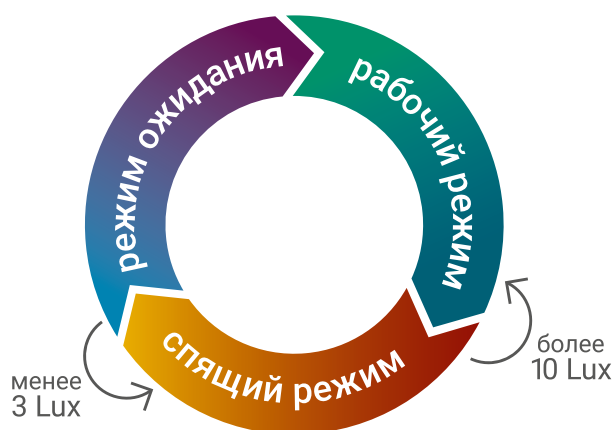 режим ожидания
рабочий режим
спящий режим
менее
3 Lux
более
10 Lux